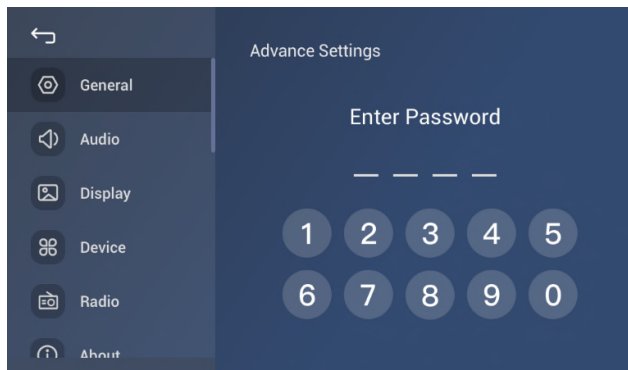 Advance Settings
General
Enter Password
Audio
Display
Device
Radio
About
1 2 3 4 5
6 7 8 9 0